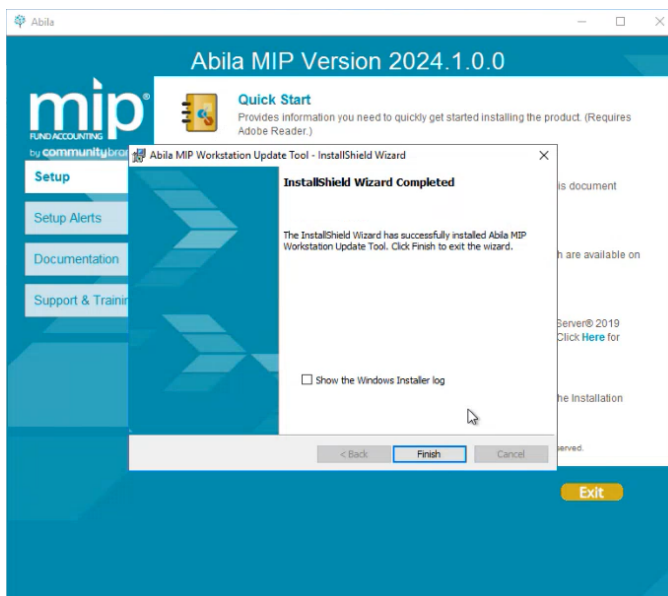 Abila
Abila MIP Version 2024.1.0.0
mip®
FUND ACCOUNTING
by community
Quick Start
Provides information you need to quickly get started installing the product. (Requires
Adobe Reader.)
Abila MIP Workstation Update Tool - InstallShield Wizard
Setup
Setup Alerts
Documentation
Support &
InstallShield Wizard Completed
The InstallShield Wizard has successfully installed Abila MIP
Workstation Update Tool. Click Finish to exit the wizard.
Show the Windows Installer log
< Back
Finish
Cancel
is document
are available on
Server® 2019
Click Here for
he Installation
Exit